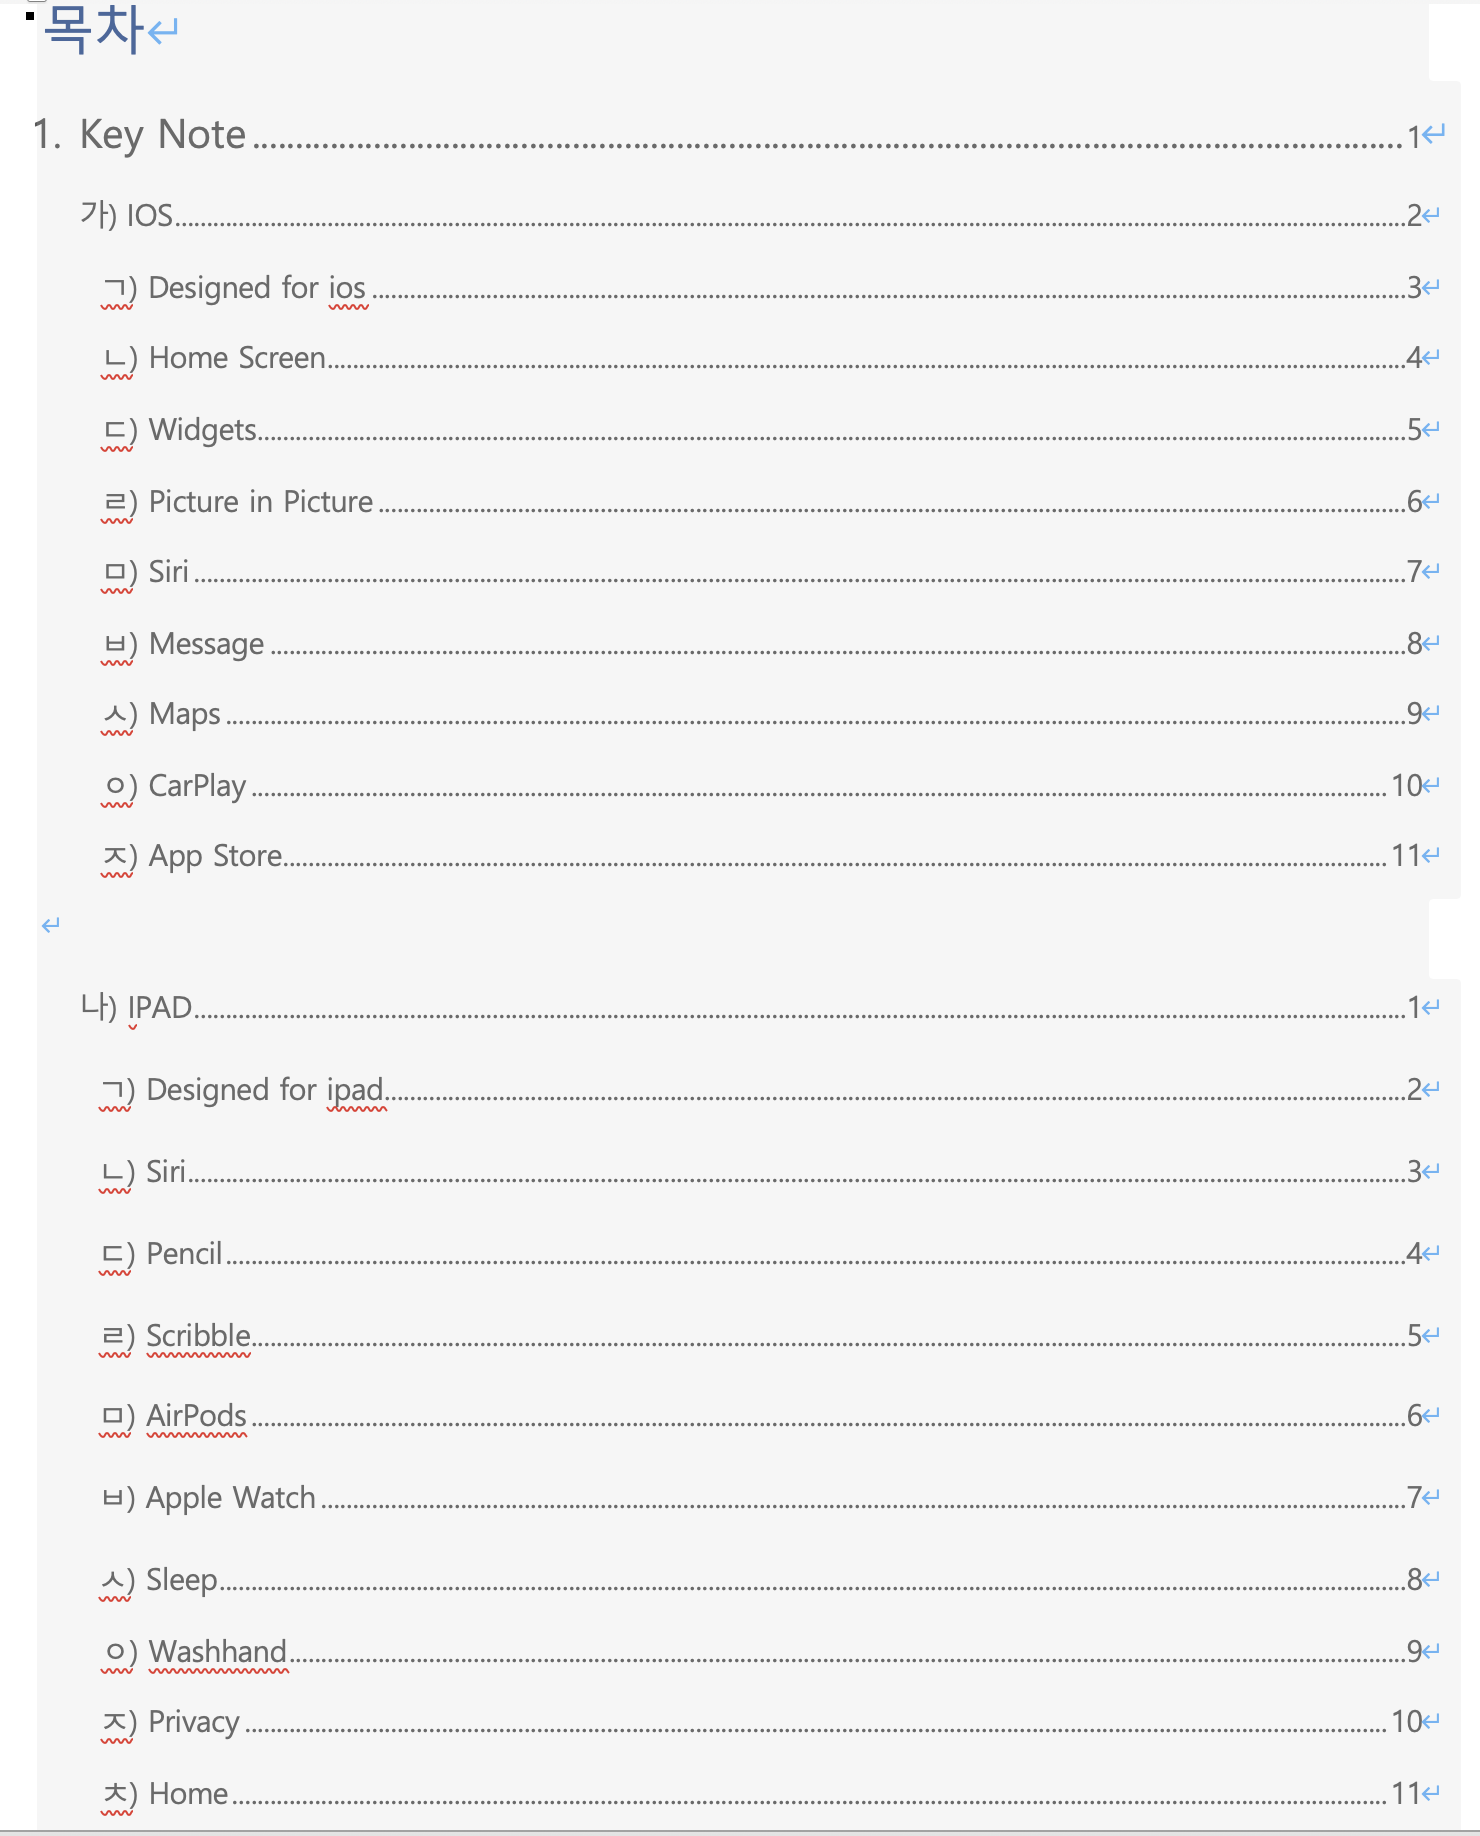 목차
1. Key Note 1
가) IOS 2
ㄱ) Designed for ios 3
ㄴ) Home Screen 4
ㄷ) Widgets 5
ㄹ) Picture in Picture 6
ㅁ) Siri 7
ㅂ) Message 8
ㅅ) Maps 9
ㅇ) CarPlay 10
ㅈ) App Store 11
나) IPAD 1
ㄱ) Designed for ipad 2
ㄴ) Siri 3
ㄷ) Pencil 4
ㄹ) Scribble 5
ㅁ) AirPods 6
ㅂ) Apple Watch 7
ㅅ) Sleep 8
ㅇ) Washhand 9
ㅈ) Privacy 10
ㅊ) Home 11